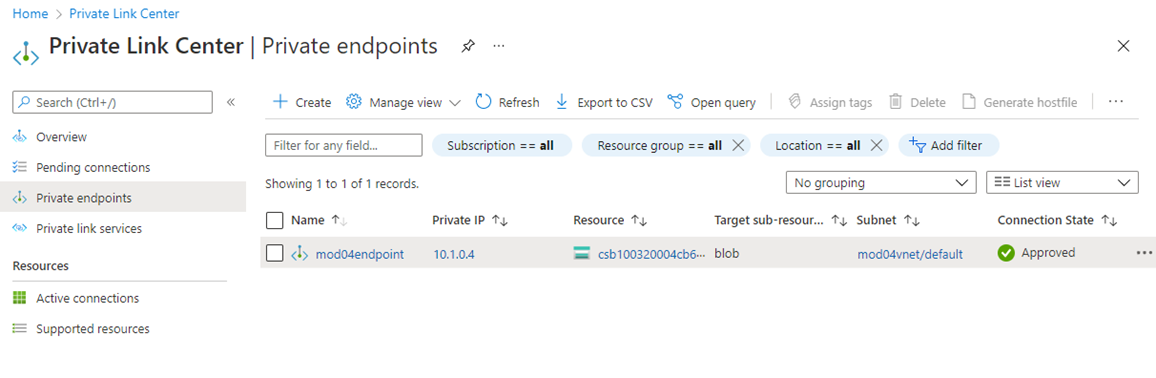 Home > Private Link Center
Private Link Center | Private endpoints
Search (Ctrl+/)
«
Overview
Pending connections
Private endpoints
Private link services
Resources
Active connections
Supported resources
Create Manage view Refresh Export to CSV Open query Assign tags Delete Generate hostfile ...
Filter for any field... Subscription == all Resource group == all Location == all Add filter
Showing 1 to 1 of 1 records. No grouping List view
Name Private IP Resource Target sub-resour... Subnet Connection State
mod04endpoint 10.1.0.4 csb100320004cb6... blob mod04vnet/default Approved ...